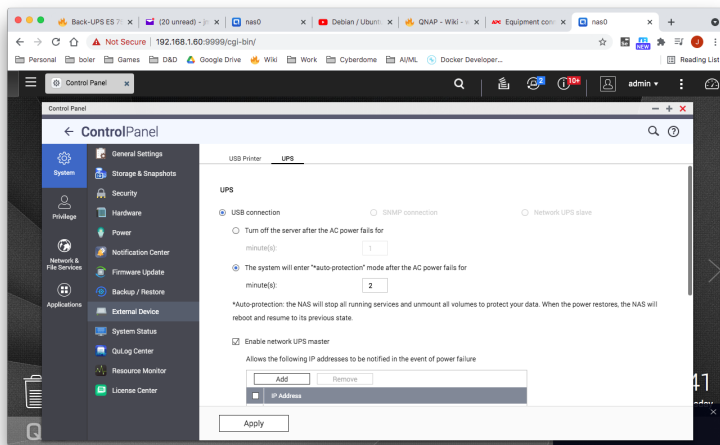 Back-UPS ES 7
(20 unread) - jc
nas0
Debian / Ubuntu
QNAP - Wiki - w
APC Equipment conn
nas0
Not Secure | 192.168.1.60:9999/cgi-bin/
Personal boler Games D&D Google Drive Wiki Work Cyberdome AI/ML Docker Developer... Reading List
Control Panel
2
10+
admin
Control Panel
ControlPanel
System
Privilege
Network &
File Services
Applications
General Settings
Storage & Snapshots
Security
Hardware
Power
Notification Center
Firmware Update
Backup / Restore
External Device
System Status
QuLog Center
Resource Monitor
License Center
USB Printer UPS
UPS
USB connection SNMP connection Network UPS slave
Turn off the server after the AC power fails for
minute(s): 1
The system will enter "*auto-protection" mode after the AC power fails for
minute(s): 2
*Auto-protection: the NAS will stop all running services and unmount all volumes to protect your data. When the power restores, the NAS will
reboot and resume to its previous state.
Enable network UPS master
Allows the following IP addresses to be notified in the event of power failure
Add Remove
IP Address
Apply
41